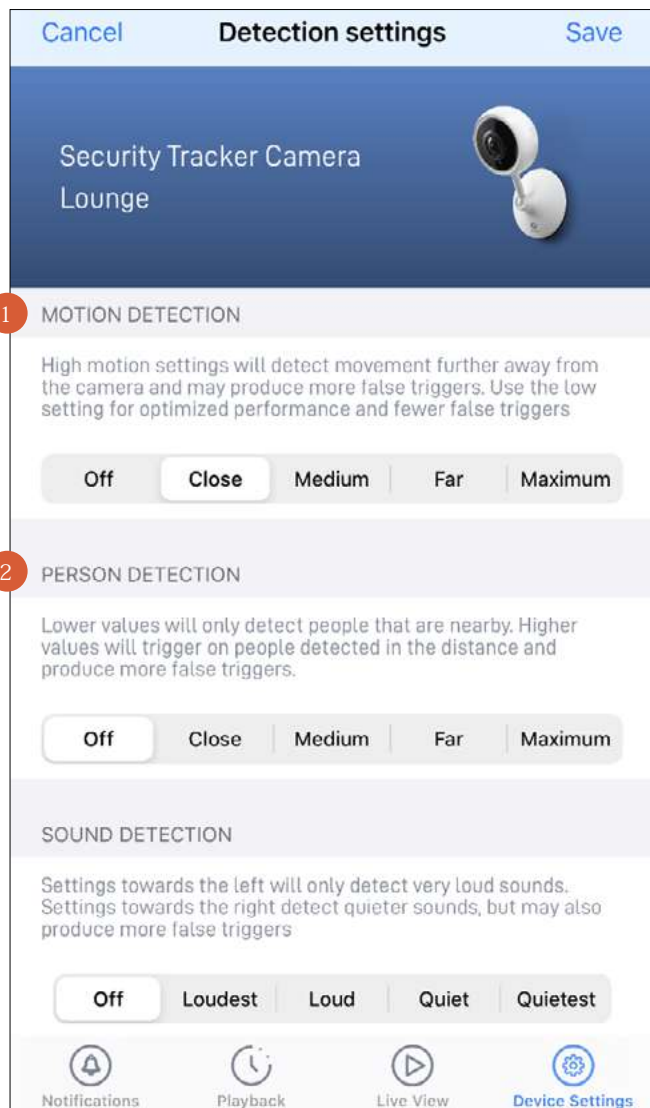 Cancel Detection settings Save
Security Tracker Camera
Lounge
1 MOTION DETECTION
High motion settings will detect movement further away from
the camera and may produce more false triggers. Use the low
setting for optimized performance and fewer false triggers
Off Close Medium Far Maximum
2 PERSON DETECTION
Lower values will only detect people that are nearby. Higher
values will trigger on people detected in the distance and
produce more false triggers.
Off Close Medium Far Maximum
SOUND DETECTION
Settings towards the left will only detect very loud sounds.
Settings towards the right detect quieter sounds, but may also
produce more false triggers
Off Loudest Loud Quiet Quietest
Notifications Playback Live View Device Settings